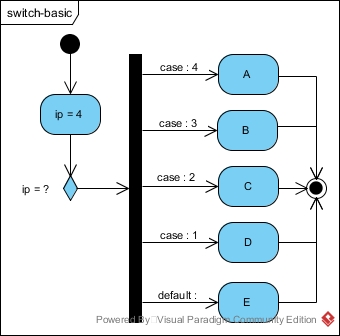 switch-basic
ip = 4
ip = ?
case : 4
A
case : 3
B
case : 2
C
case : 1
D
default :
E
Powered By Visual Paradigm Community Edition